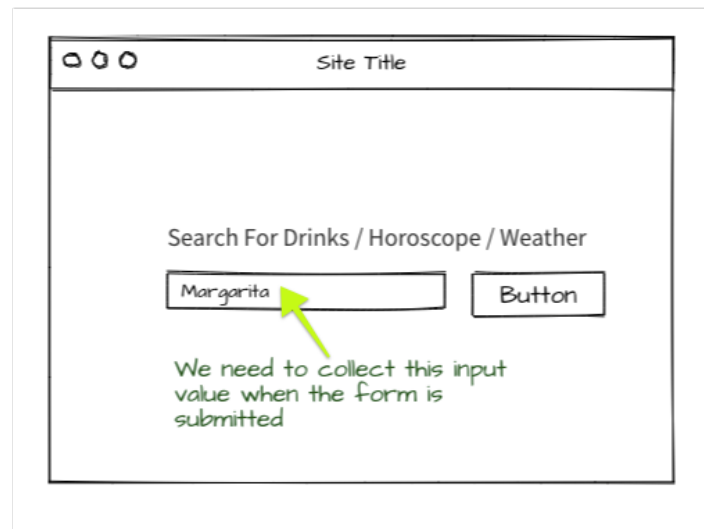 Site Title
Search For Drinks / Horoscope / Weather
Margarita
Button
We need to collect this input
value when the form is
submitted